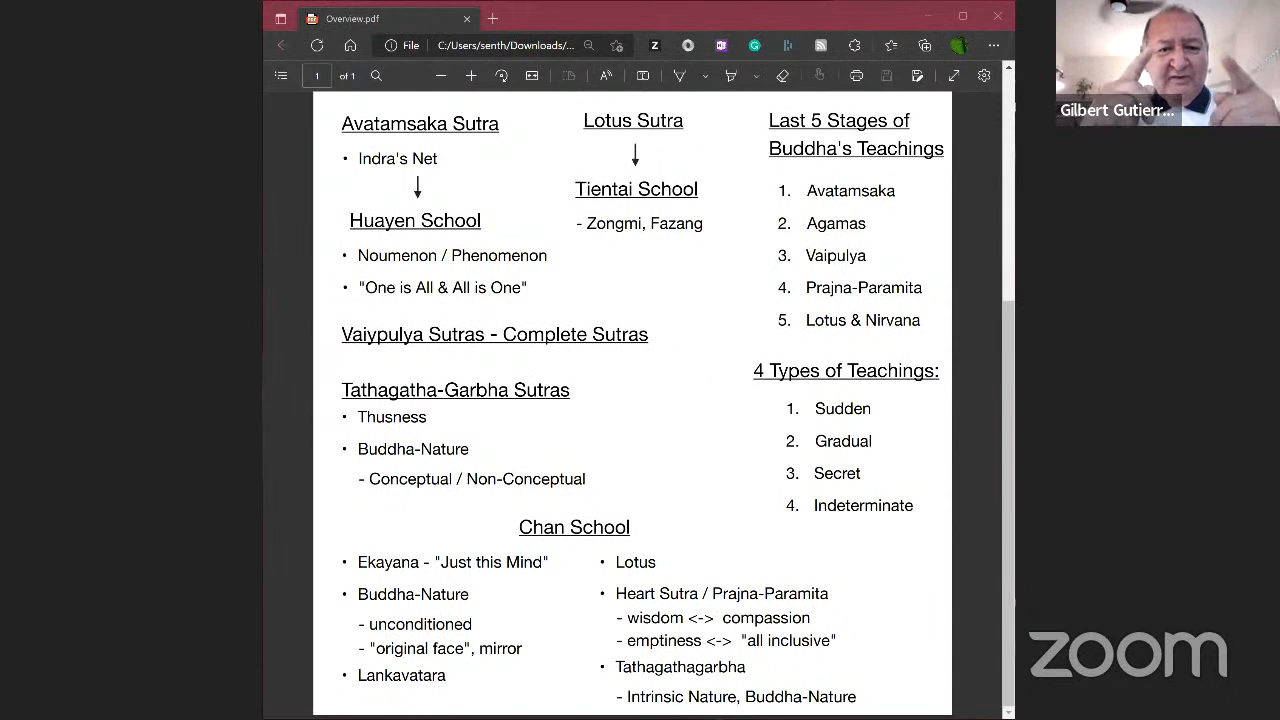 Overview.pdf
File
C:/Users/senth/Downloads/...
1
of 1
Gilbert Gutierr...
Avatamsaka Sutra
• Indra's Net
Huayen School
• Noumenon / Phenomenon
• "One is All & All is One"
Lotus Sutra
Tientai School
- Zongmi, Fazang
Last 5 Stages of
Buddha's Teachings
1. Avatamsaka
2. Agamas
3. Vaipulya
4. Prajna-Paramita
5. Lotus & Nirvana
Vaiypulya Sutras - Complete Sutras
Tathagatha-Garbha Sutras
• Thusness
• Buddha-Nature
- Conceptual / Non-Conceptual
4 Types of Teachings:
1. Sudden
2. Gradual
3. Secret
4. Indeterminate
Chan School
• Ekayana - "Just this Mind"
• Buddha-Nature
- unconditioned
- "original face", mirror
• Lankavatara
• Lotus
• Heart Sutra / Prajna-Paramita
- wisdom <-> compassion
- emptiness <-> "all inclusive"
• Tathagathagarbha
- Intrinsic Nature, Buddha-Nature
zoom